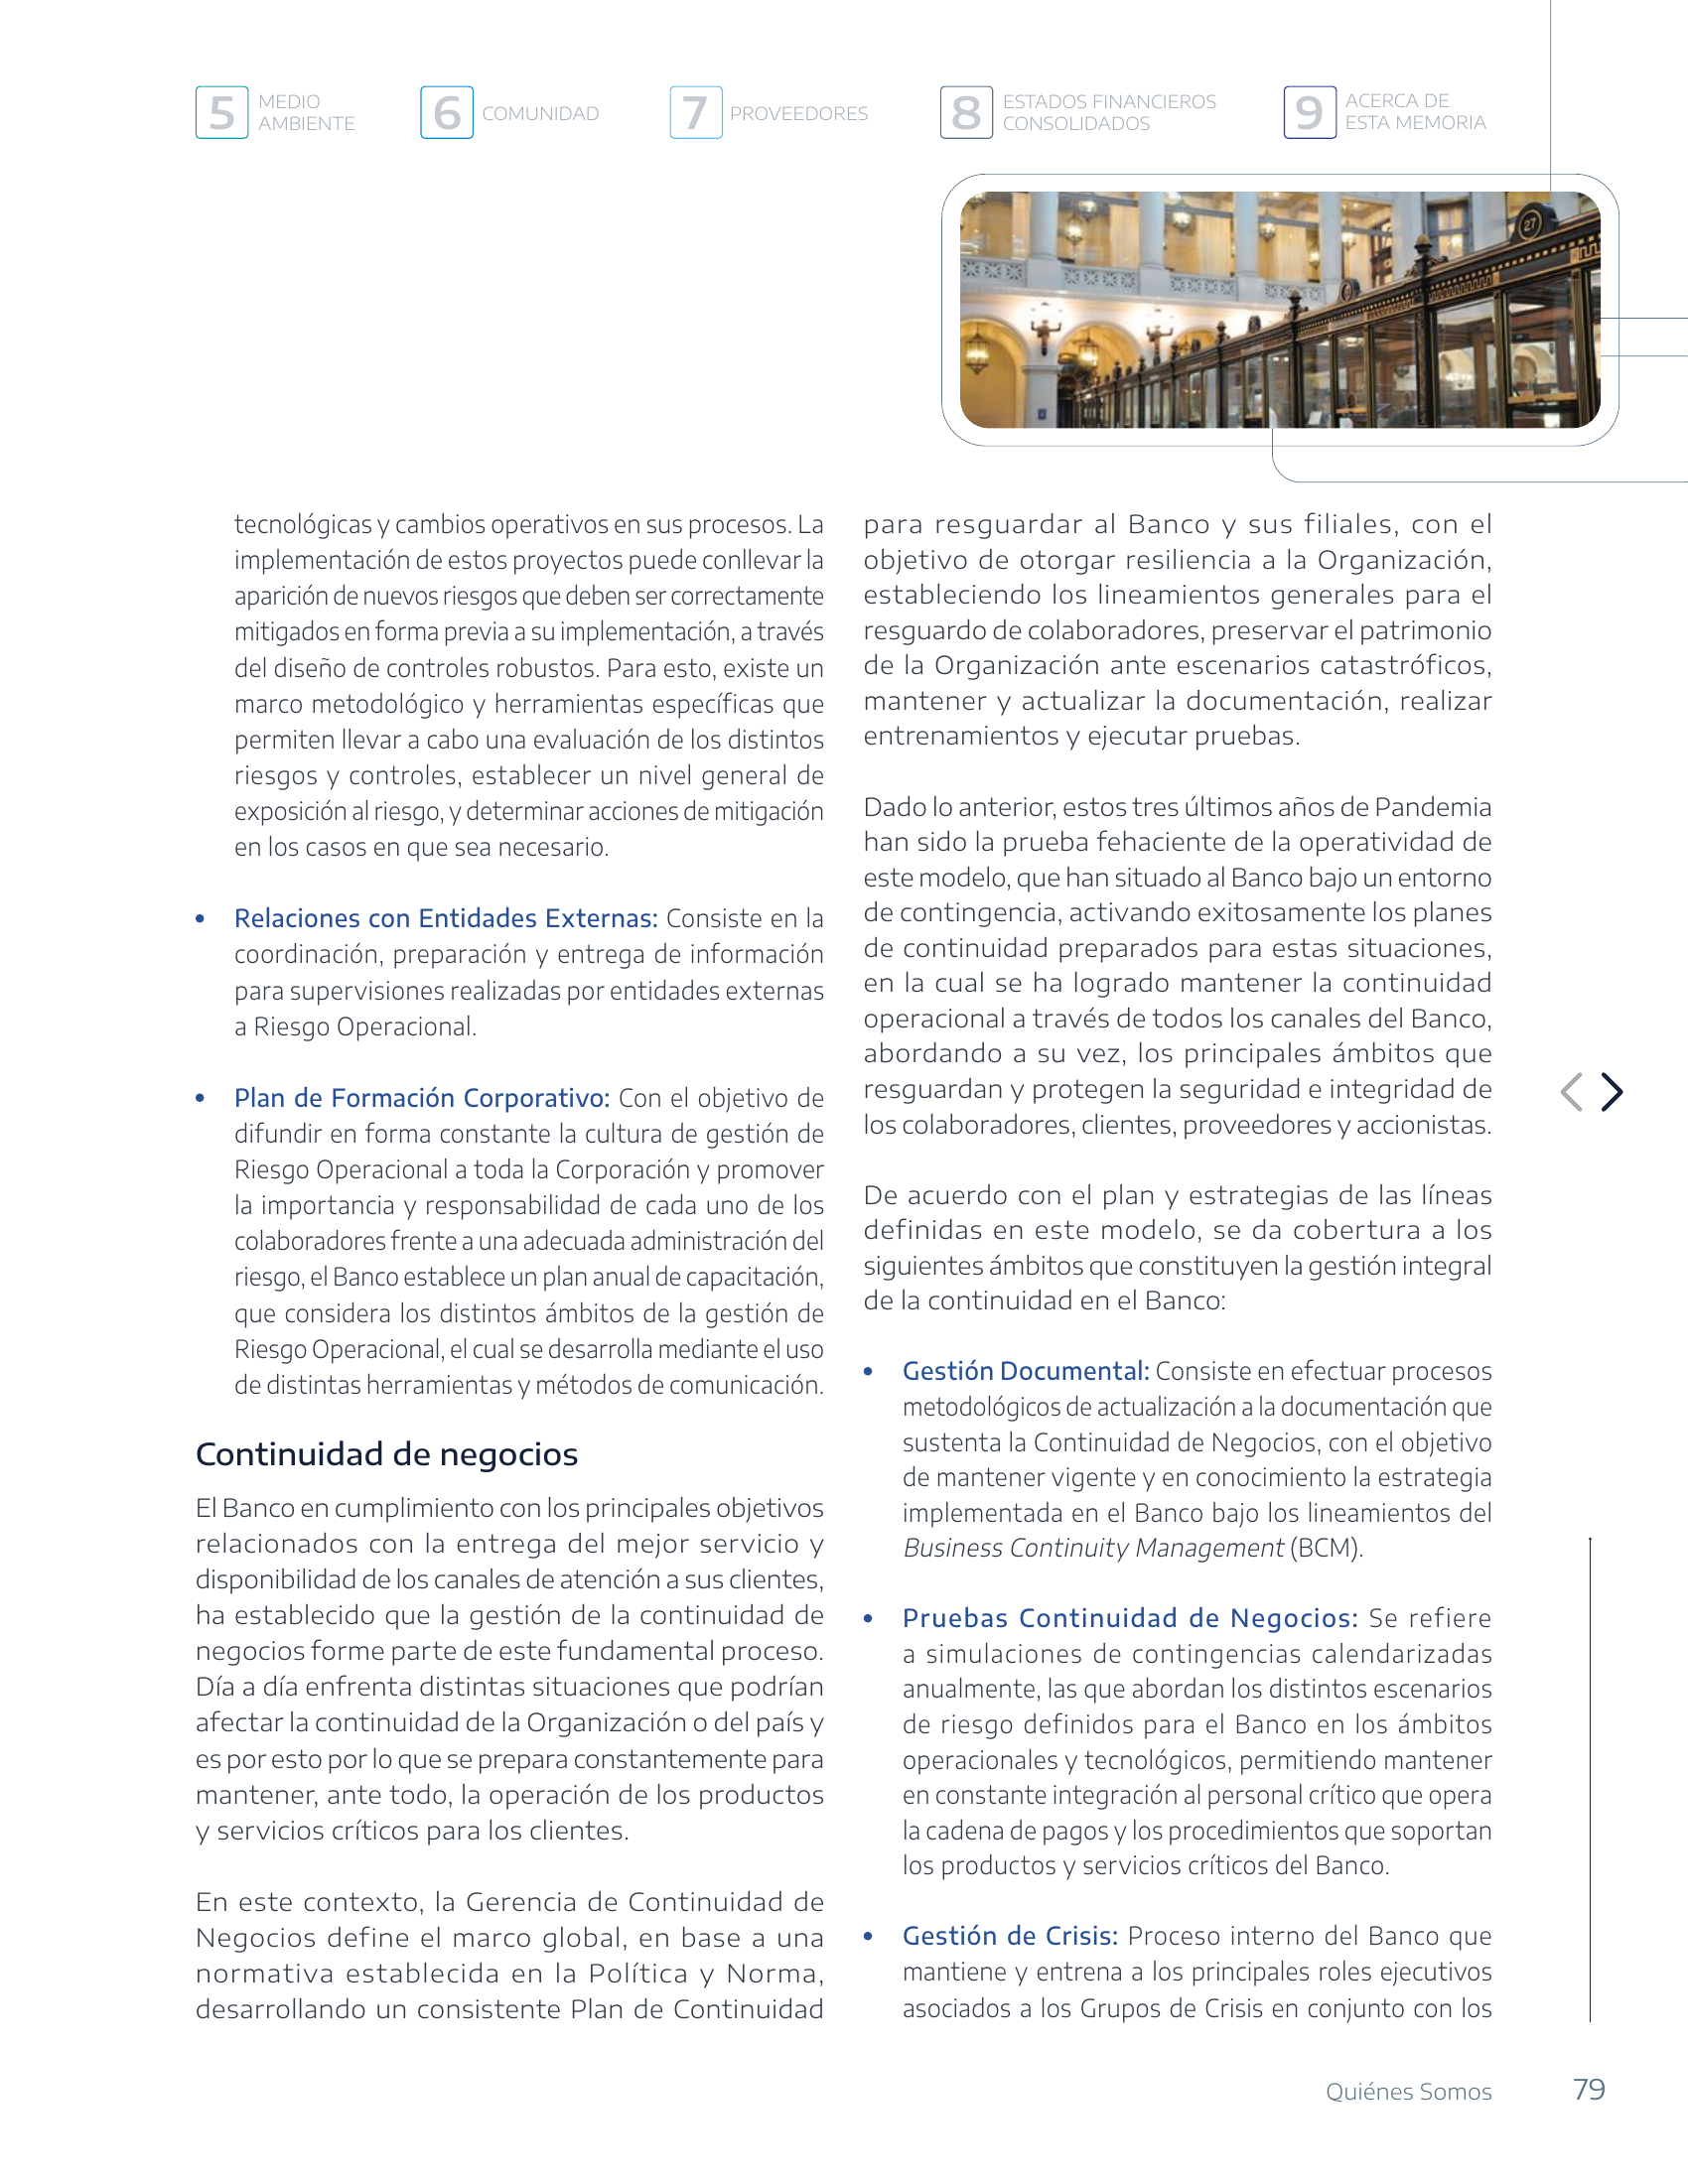 5 MEDIO AMBIENTE
6 COMUNIDAD
7 PROVEEDORES
8 ESTADOS FINANCIEROS CONSOLIDADOS
9 ACERCA DE ESTA MEMORIA
27
tecnológicas y cambios operativos en sus procesos. La
implementación de estos proyectos puede conllevar la
aparición de nuevos riesgos que deben ser correctamente
mitigados en forma previa a su implementación, a través
del diseño de controles robustos. Para esto, existe un
marco metodológico y herramientas específicas que
permiten llevar a cabo una evaluación de los distintos
riesgos y controles, establecer un nivel general de
exposición al riesgo, y determinar acciones de mitigación
en los casos en que sea necesario.
• Relaciones con Entidades Externas: Consiste en la
coordinación, preparación y entrega de información
para supervisiones realizadas por entidades externas
a Riesgo Operacional.
• Plan de Formación Corporativo: Con el objetivo de
difundir en forma constante la cultura de gestión de
Riesgo Operacional a toda la Corporación y promover
la importancia y responsabilidad de cada uno de los
colaboradores frente a una adecuada administración del
riesgo, el Banco establece un plan anual de capacitación,
que considera los distintos ámbitos de la gestión de
Riesgo Operacional, el cual se desarrolla mediante el uso
de distintas herramientas y métodos de comunicación.
Continuidad de negocios
El Banco en cumplimiento con los principales objetivos
relacionados con la entrega del mejor servicio y
disponibilidad de los canales de atención a sus clientes,
ha establecido que la gestión de la continuidad de
negocios forme parte de este fundamental proceso.
Día a día enfrenta distintas situaciones que podrían
afectar la continuidad de la Organización o del país y
es por esto por lo que se prepara constantemente para
mantener, ante todo, la operación de los productos
y servicios críticos para los clientes.
En este contexto, la Gerencia de Continuidad de
Negocios define el marco global, en base a una
normativa establecida en la Política y Norma,
desarrollando un consistente Plan de Continuidad
para resguardar al Banco y sus filiales, con el
objetivo de otorgar resiliencia a la Organización,
estableciendo los lineamientos generales para el
resguardo de colaboradores, preservar el patrimonio
de la Organización ante escenarios catastróficos,
mantener y actualizar la documentación, realizar
entrenamientos y ejecutar pruebas.
Dado lo anterior, estos tres últimos años de Pandemia
han sido la prueba fehaciente de la operatividad de
este modelo, que han situado al Banco bajo un entorno
de contingencia, activando exitosamente los planes
de continuidad preparados para estas situaciones,
en la cual se ha logrado mantener la continuidad
operacional a través de todos los canales del Banco,
abordando a su vez, los principales ámbitos que
resguardan y protegen la seguridad e integridad de
los colaboradores, clientes, proveedores y accionistas.
De acuerdo con el plan y estrategias de las líneas
definidas en este modelo, se da cobertura a los
siguientes ámbitos que constituyen la gestión integral
de la continuidad en el Banco:
• Gestión Documental: Consiste en efectuar procesos
metodológicos de actualización a la documentación que
sustenta la Continuidad de Negocios, con el objetivo
de mantener vigente y en conocimiento la estrategia
implementada en el Banco bajo los lineamientos del
Business Continuity Management (BCM).
• Pruebas Continuidad de Negocios: Se refiere
a simulaciones de contingencias calendarizadas
anualmente, las que abordan los distintos escenarios
de riesgo definidos para el Banco en los ámbitos
operacionales y tecnológicos, permitiendo mantener
en constante integración al personal crítico que opera
la cadena de pagos y los procedimientos que soportan
los productos y servicios críticos del Banco.
• Gestión de Crisis: Proceso interno del Banco que
mantiene y entrena a los principales roles ejecutivos
asociados a los Grupos de Crisis en conjunto con los
Quiénes Somos 79